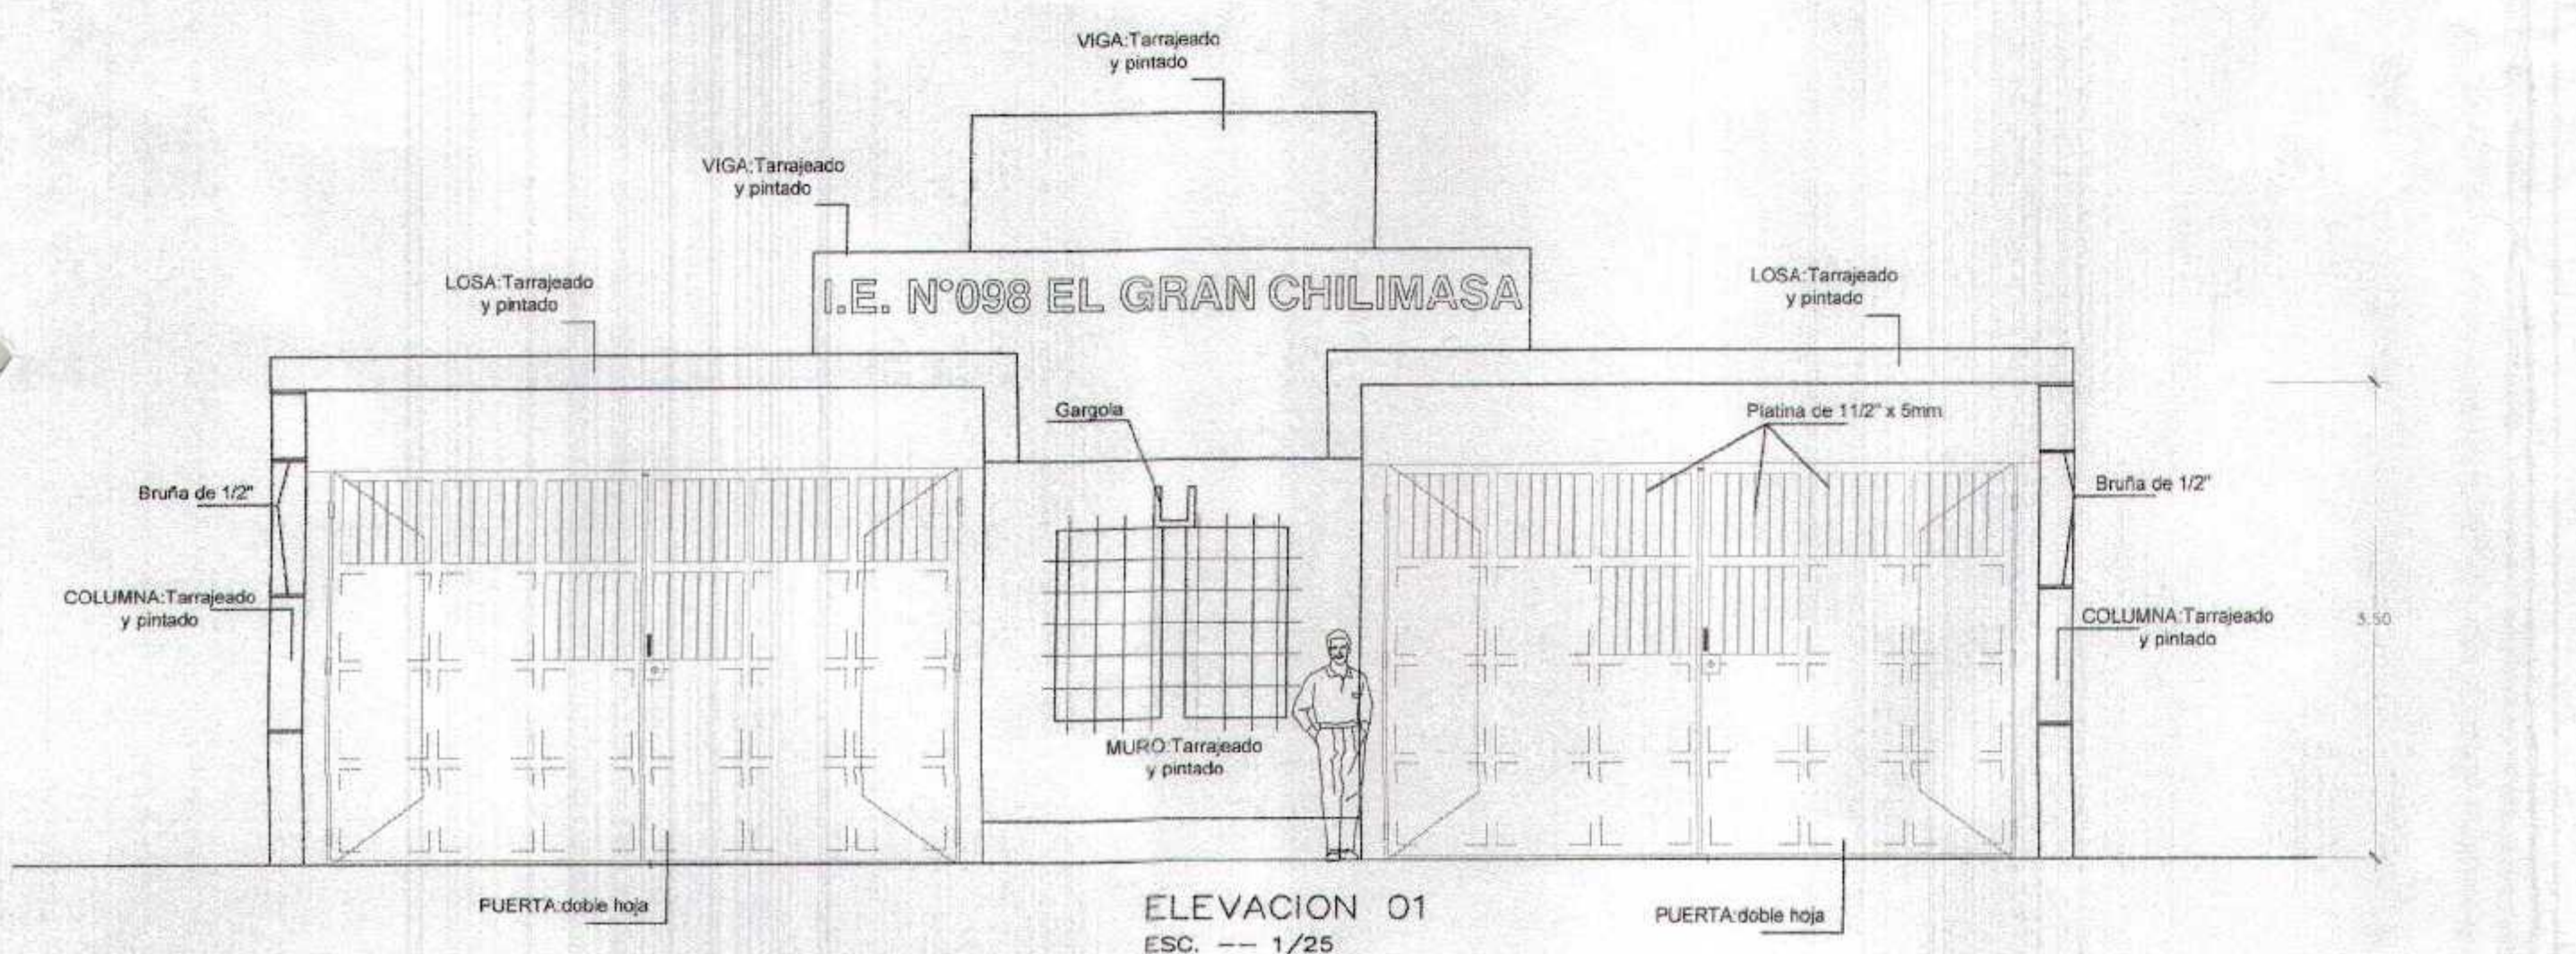 VIGA:Tarrajeado
y pintado
VIGA:Tarrajeado
y pintado
LOSA:Tarrajeado
y pintado
LOSA:Tarrajeado
y pintado
I.E. N°098 EL GRAN CHILIMASA
Gargola
Platina de 11/2" x 5mm
Bruña de 1/2"
Bruña de 1/2"
COLUMNA:Tarrajeado
y pintado
COLUMNA:Tarrajeado
y pintado
3.50
MURO:Tarrajeado
y pintado
PUERTA:doble hoja
PUERTA:doble hoja
ELEVACION 01
ESC. -- 1/25